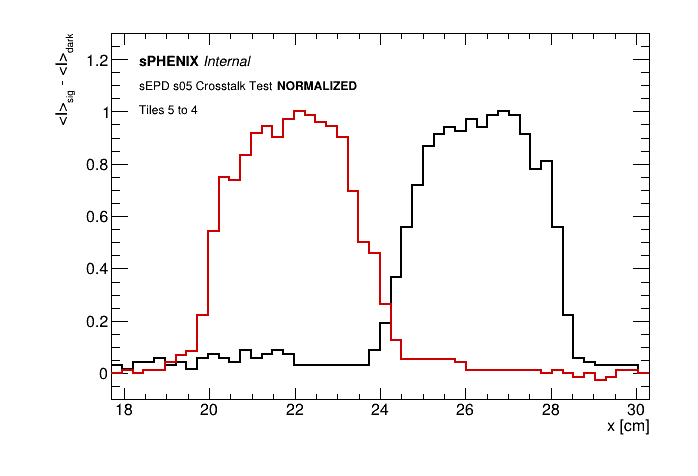 <I>sig - <I>dark
sPHENIX Internal
sEPD s05 Crosstalk Test NORMALIZED
Tiles 5 to 4
1.2
1
0.8
0.6
0.4
0.2
0
18 20 22 24 26 28 30
x [cm]